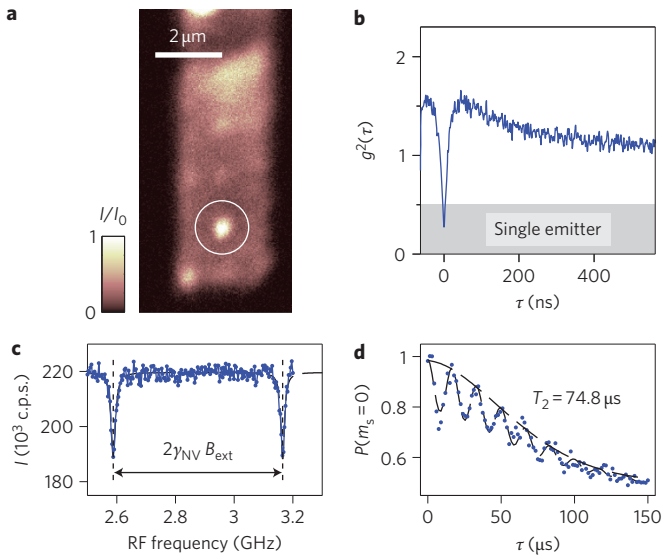 a
2 μm
I/I₀
1
0
b
2
1
0
g²(τ)
Single emitter
0
200
400
τ (ns)
c
220
200
180
I (10³ c.p.s.)
2γNV Bext
2.6
2.8
3
3.2
RF frequency (GHz)
d
1
0.8
0.6
P(mₛ = 0)
T₂ = 74.8 μs
0
50
100
150
τ (μs)